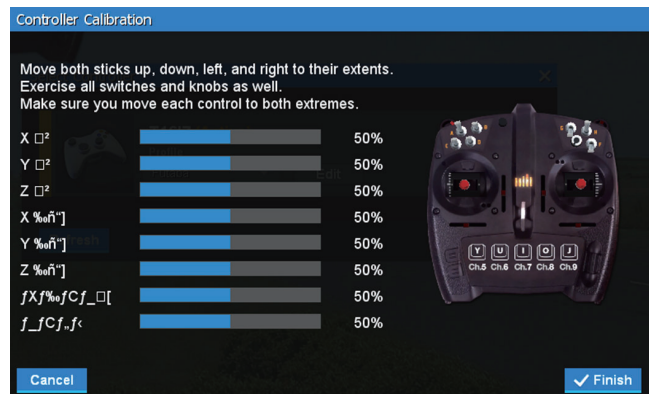 Controller Calibration
Move both sticks up, down, left, and right to their extents.
Exercise all switches and knobs as well.
Make sure you move each control to both extremes.
X □² 50%
Y □² 50%
Z □² 50%
X ‰ñ“] 50%
Y ‰ñ“] 50%
Z ‰ñ“] 50%
ƒXƒ‰ƒCƒ_□[ 50%
ƒ_ƒCƒ„ƒ‹ 50%
Edit
Y U I O J
Ch.5 Ch.6 Ch.7 Ch.8 Ch.9
Cancel
Finish